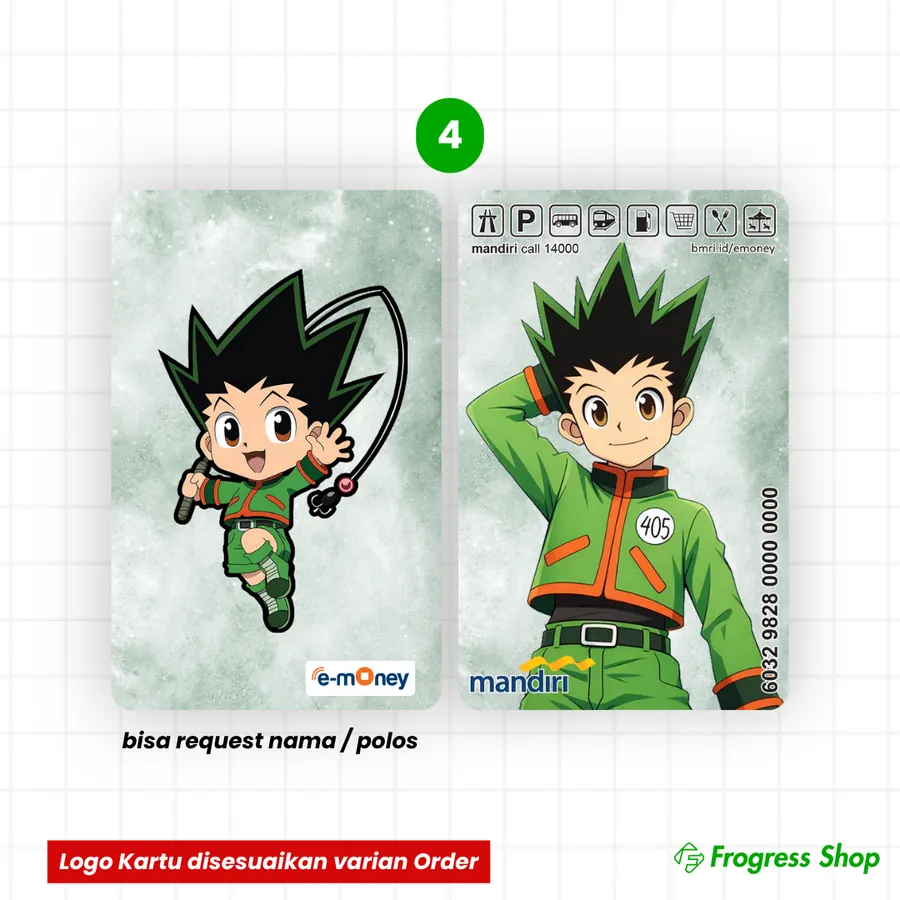 4
P
mandiri call 14000
bmri.id/emoney
405
6032 9828 0000 0000
e-money
mandiri
bisa request nama / polos
Logo Kartu disesuaikan varian Order
Frogress Shop